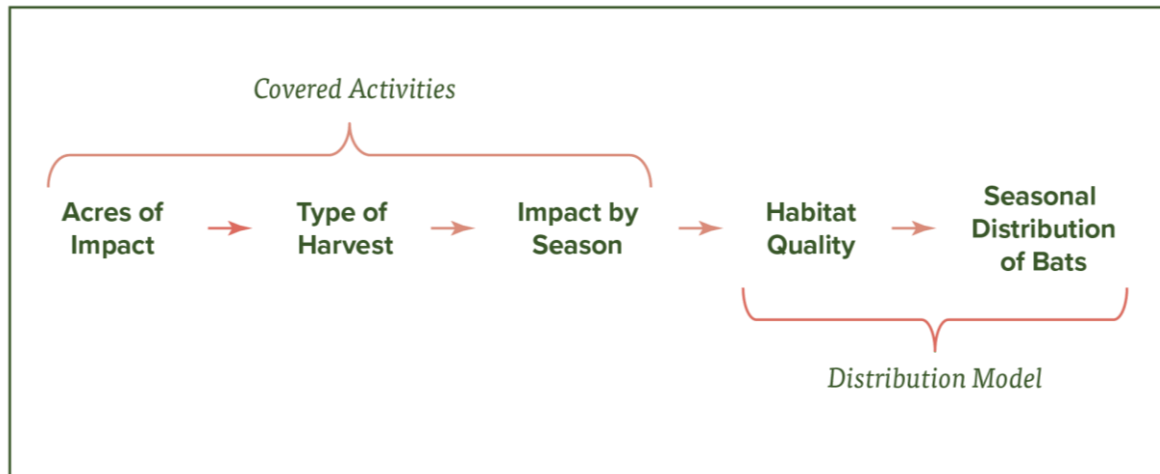 Covered Activities
Acres of
Impact
Type of
Harvest
Impact by
Season
Habitat
Quality
Seasonal
Distribution
of Bats
Distribution Model